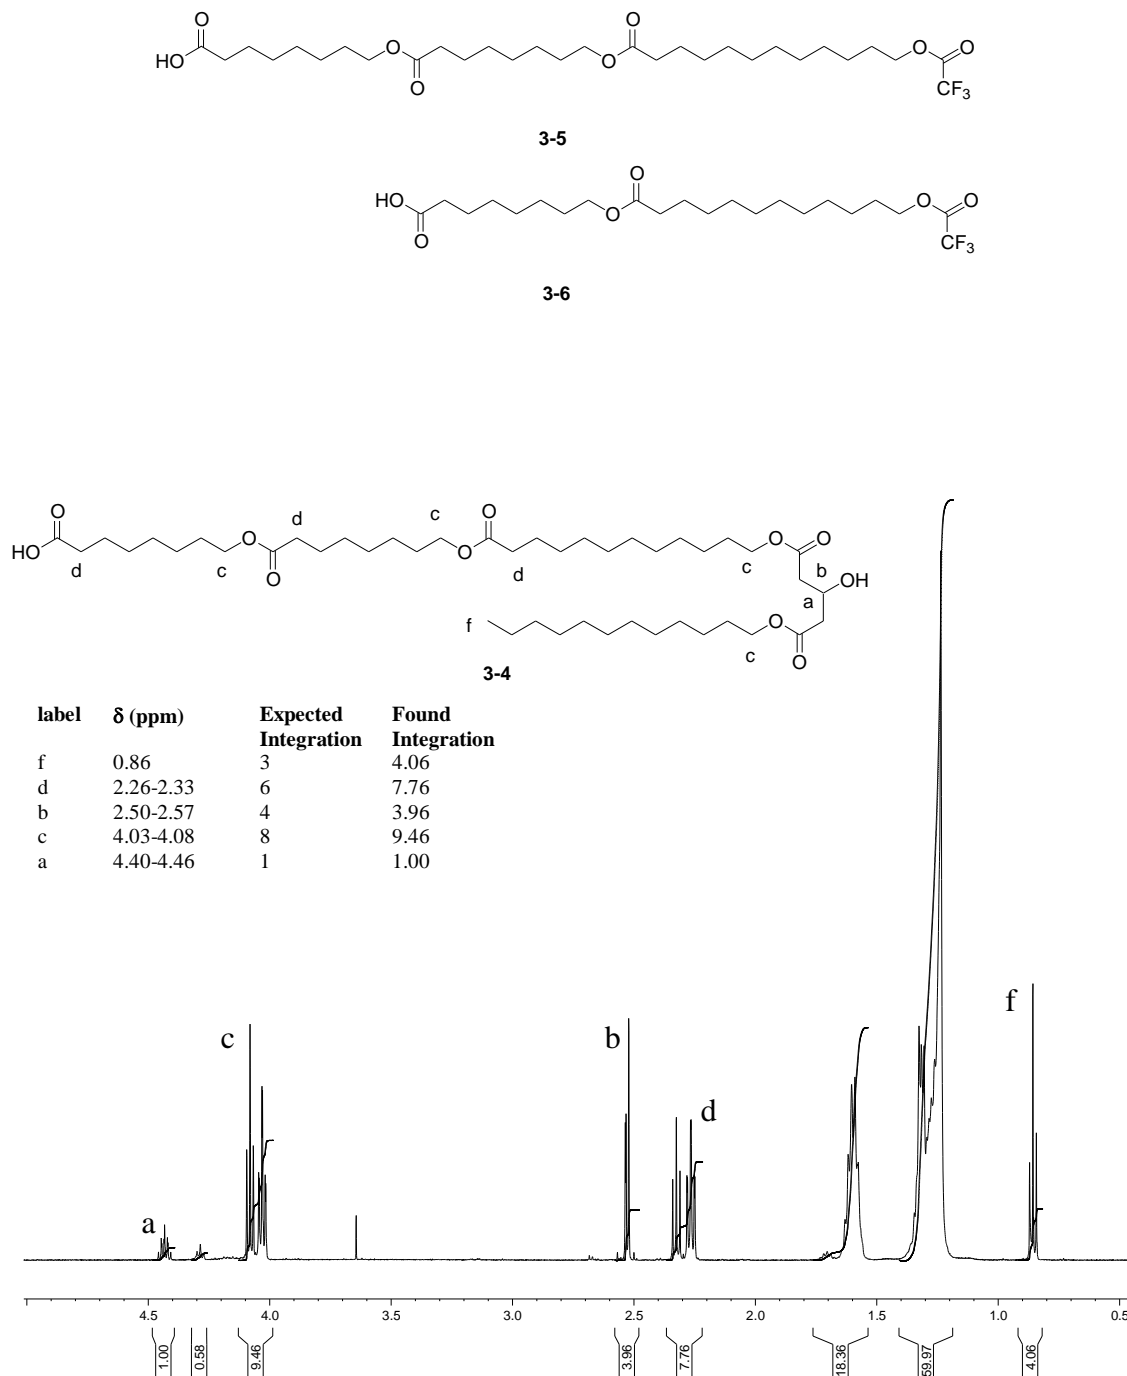 O
HO
O
O
O
O
O
O
CF3
3-5
HO
O
O
O
O
O
CF3
3-6
O
HO
d
c
O
O
d
c
O
O
d
c
O
O
b
OH
a
f
c
O
O
3-4
label δ (ppm) Expected Integration Found Integration
f 0.86 3 4.06
d 2.26-2.33 6 7.76
b 2.50-2.57 4 3.96
c 4.03-4.08 8 9.46
a 4.40-4.46 1 1.00
a
c
b
d
f
4.5 4.0 3.5 3.0 2.5 2.0 1.5 1.0 0.5
1.00 0.58 9.46 3.96 7.76 18.36 59.97 4.06